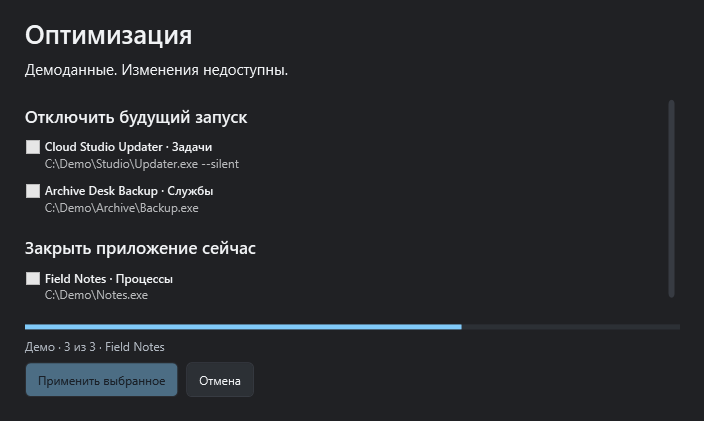 Оптимизация
Демоданные. Изменения недоступны.
Отключить будущий запуск
Cloud Studio Updater · Задачи
C:\Demo\Studio\Updater.exe --silent
Archive Desk Backup · Службы
C:\Demo\Archive\Backup.exe
Закрыть приложение сейчас
Field Notes · Процессы
C:\Demo\Notes.exe
Демо · 3 из 3 · Field Notes
Применить выбранное
Отмена